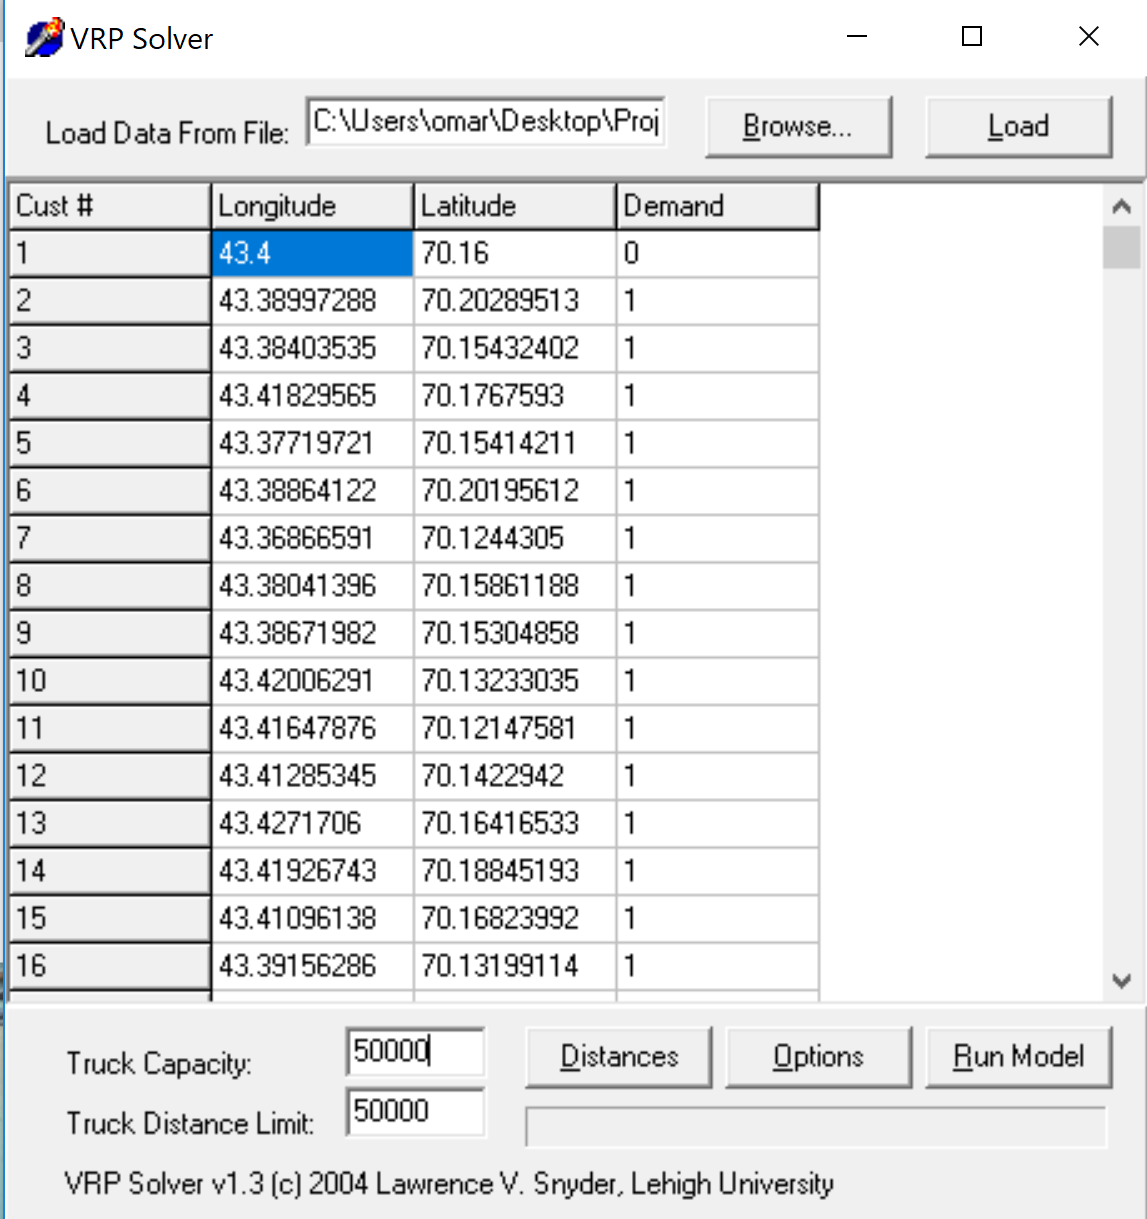 VRP Solver
Load Data From File: C:\Users\omar\Desktop\Proj Browse... Load
Cust # Longitude Latitude Demand
1 43.4 70.16 0
2 43.38997288 70.20289513 1
3 43.38403535 70.15432402 1
4 43.41829565 70.1767593 1
5 43.37719721 70.15414211 1
6 43.38864122 70.20195612 1
7 43.36866591 70.1244305 1
8 43.38041396 70.15861188 1
9 43.38671982 70.15304858 1
10 43.42006291 70.13233035 1
11 43.41647876 70.12147581 1
12 43.41285345 70.1422942 1
13 43.4271706 70.16416533 1
14 43.41926743 70.18845193 1
15 43.41096138 70.16823992 1
16 43.39156286 70.13199114 1
Truck Capacity: 50000 Distances Options Run Model
Truck Distance Limit: 50000
VRP Solver v1.3 (c) 2004 Lawrence V. Snyder, Lehigh University